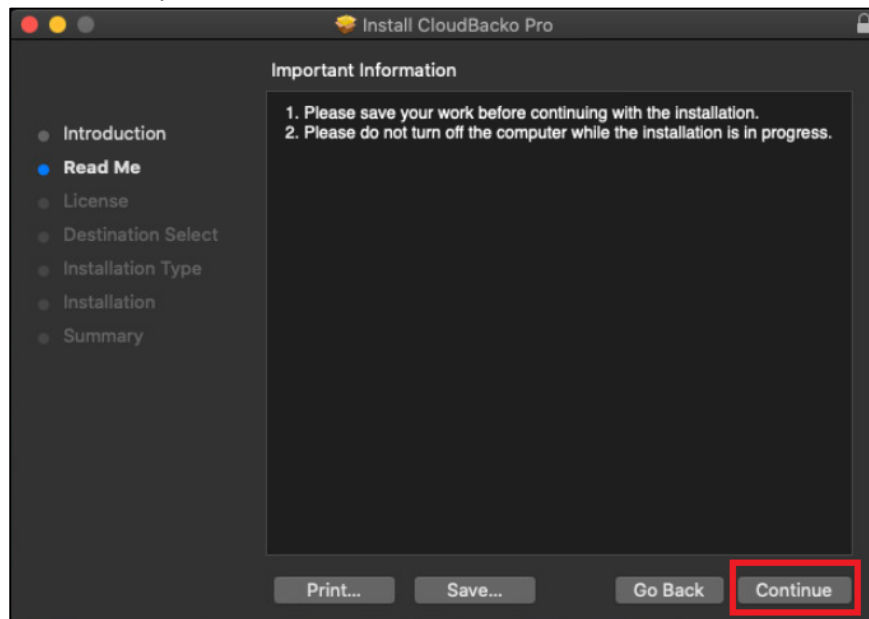 Install CloudBacko Pro
Important Information
1. Please save your work before continuing with the installation.
2. Please do not turn off the computer while the installation is in progress.
Introduction
Read Me
License
Destination Select
Installation Type
Installation
Summary
Print...
Save...
Go Back
Continue